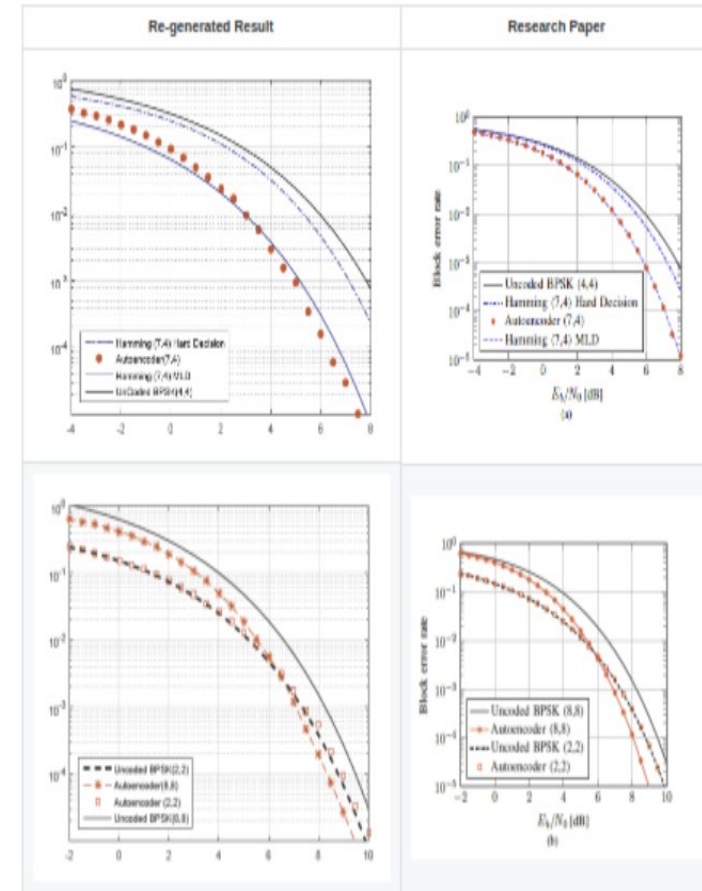 Re-generated Result
Research Paper
10^0
10^-1
10^-2
10^-3
10^-4
Hamming (7,4) Hard Decision
Autoencoder(7,4)
Hamming (7,4) MLD
UnCoded BPSK(4,4)
-4 -2 0 2 4 6 8
Block error rate
10^0
10^-1
10^-2
10^-4
10^-5
Uncoded BPSK (4,4)
Hamming (7,4) Hard Decision
Autoencoder (7,4)
Hamming (7,4) MLD
−4 −2 0 2 4 6 8
E_b/N_0 [dB]
(a)
10^0
10^-1
10^-2
10^-3
10^-4
Uncoded BPSK(2,2)
Autoencoder(8,8)
Autoencoder (2,2)
Uncoded BPSK(8,8)
-2 0 2 4 6 8 10
Block error rate
10^0
10^-1
10^-2
10^-3
10^-4
10^-5
Uncoded BPSK (8,8)
Autoencoder (8,8)
Uncoded BPSK (2,2)
Autoencoder (2,2)
−2 0 2 4 6 8 10
E_b/N_0 [dB]
(b)